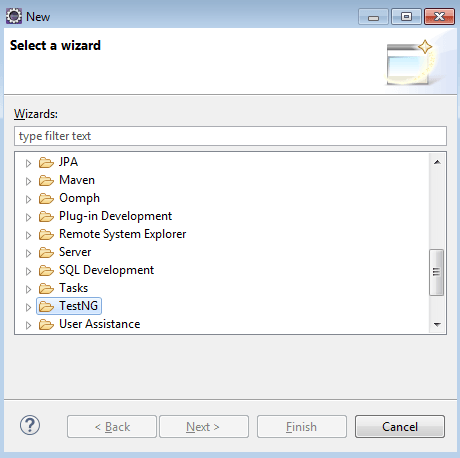 New
Select a wizard
Wizards:
type filter text
JPA
Maven
Oomph
Plug-in Development
Remote System Explorer
Server
SQL Development
Tasks
TestNG
User Assistance
?
< Back
Next >
Finish
Cancel